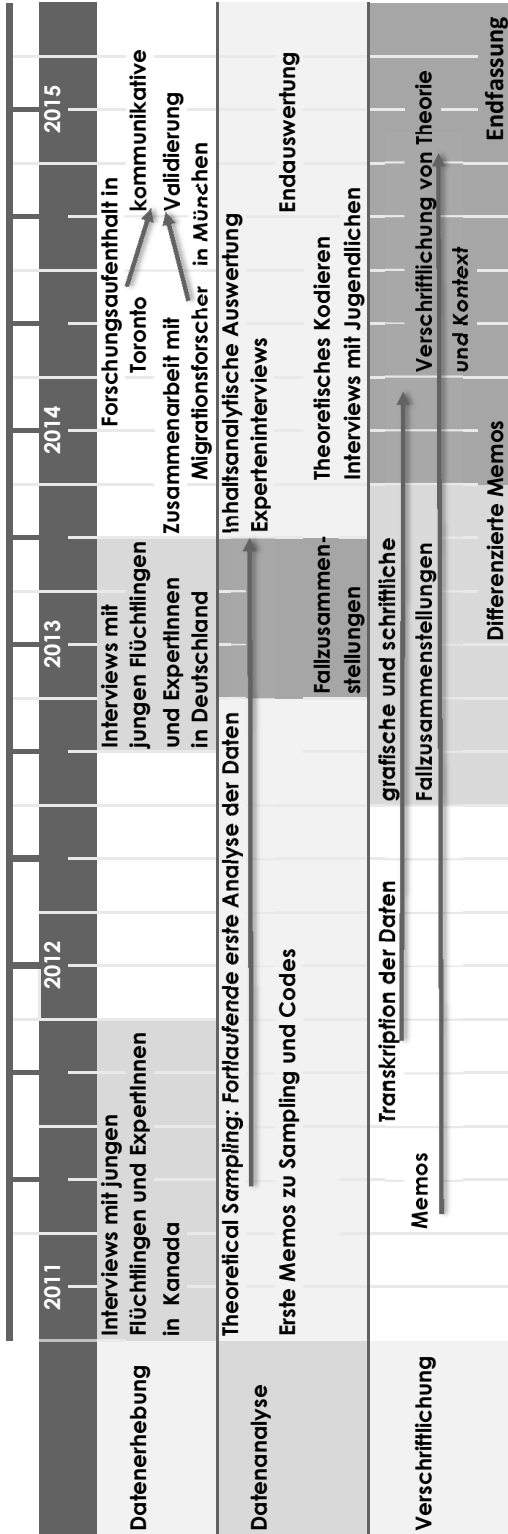 2011
2012
2013
2014
2015
Datenerhebung
Interviews mit jungen
Flüchtlingen und ExpertInnen
in Kanada
Interviews mit
jungen Flüchtlingen
und ExpertInnen
in Deutschland
Forschungsaufenthalt in
Toronto
Zusammenarbeit mit
Migrationsforscher in München
kommunikative
Validierung
Datenanalyse
Theoretical Sampling: Fortlaufende erste Analyse der Daten
Erste Memos zu Sampling und Codes
Fallzusammen-
stellungen
Inhaltsanalytische Auswertung
Experteninterviews
Theoretisches Kodieren
Interviews mit Jugendlichen
Endauswertung
Verschriftlichung
Transkription der Daten
Memos
grafische und schriftliche
Fallzusammenstellungen
Differenzierte Memos
Verschriftlichung von Theorie
und Kontext
Endfassung